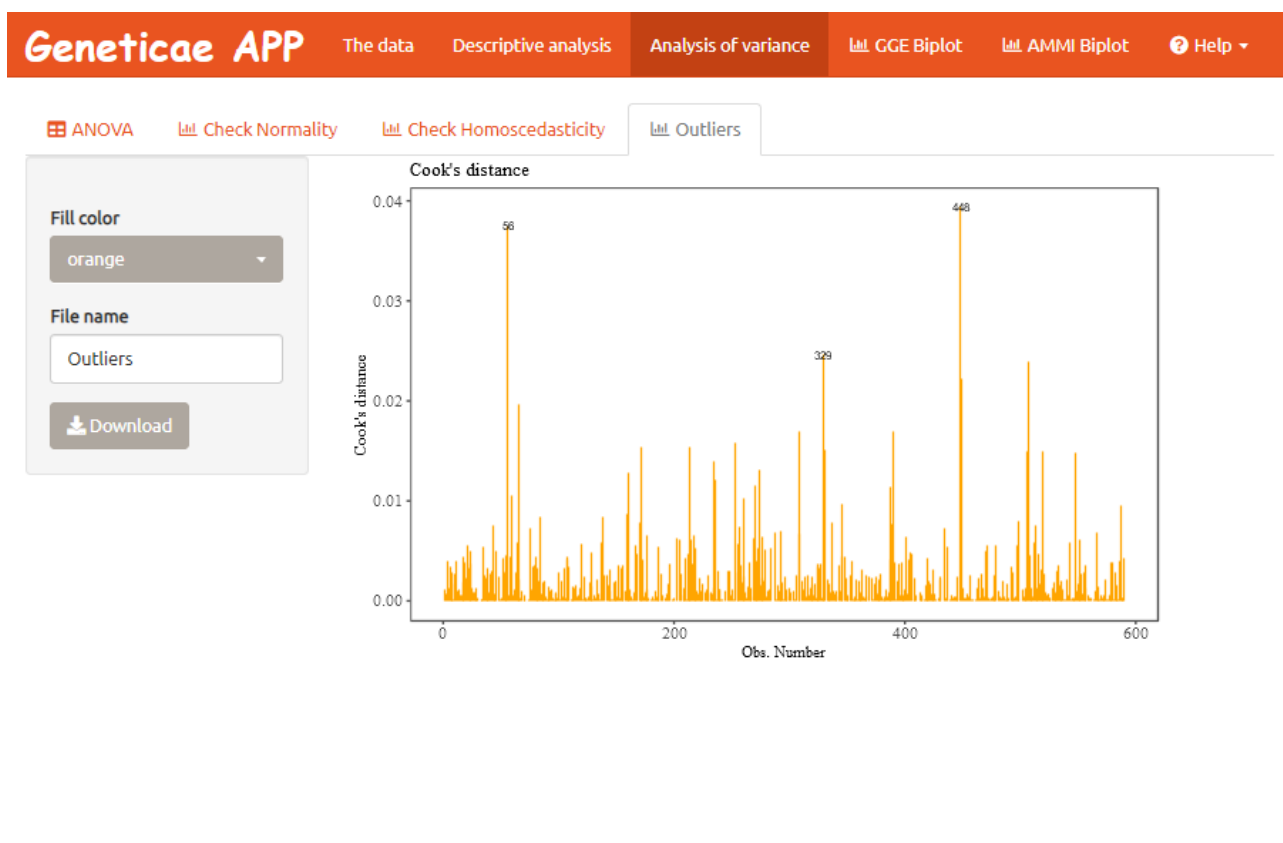 Geneticae APP The data Descriptive analysis Analysis of variance GGE Biplot AMMI Biplot Help
ANOVA Check Normality Check Homoscedasticity Outliers
Fill color
orange
File name
Outliers
Download
Cook's distance
0.04
0.03
0.02
0.01
0.00
Cook's distance
56
329
448
0 200 400 600
Obs. Number